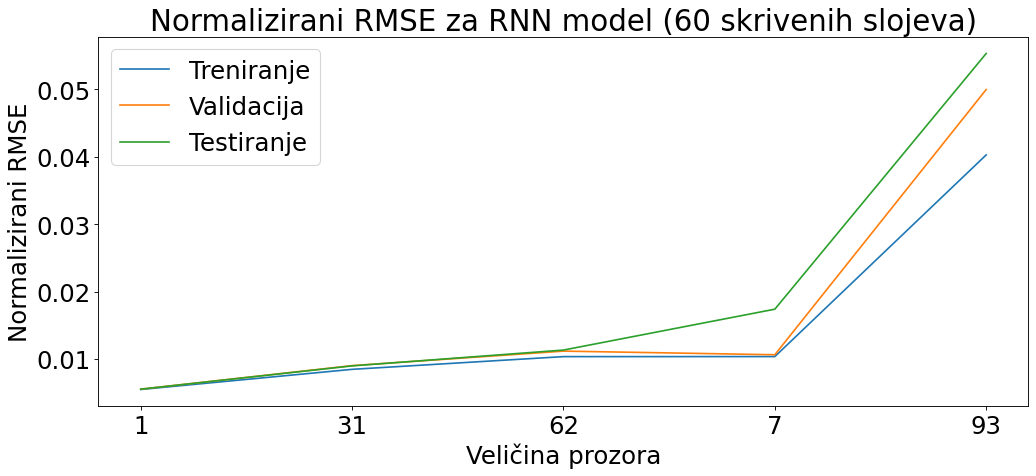 Normalizirani RMSE za RNN model (60 skrivenih slojeva)
Treniranje
Validacija
Testiranje
Normalizirani RMSE
0.05
0.04
0.03
0.02
0.01
1 31 62 7 93
Veličina prozora